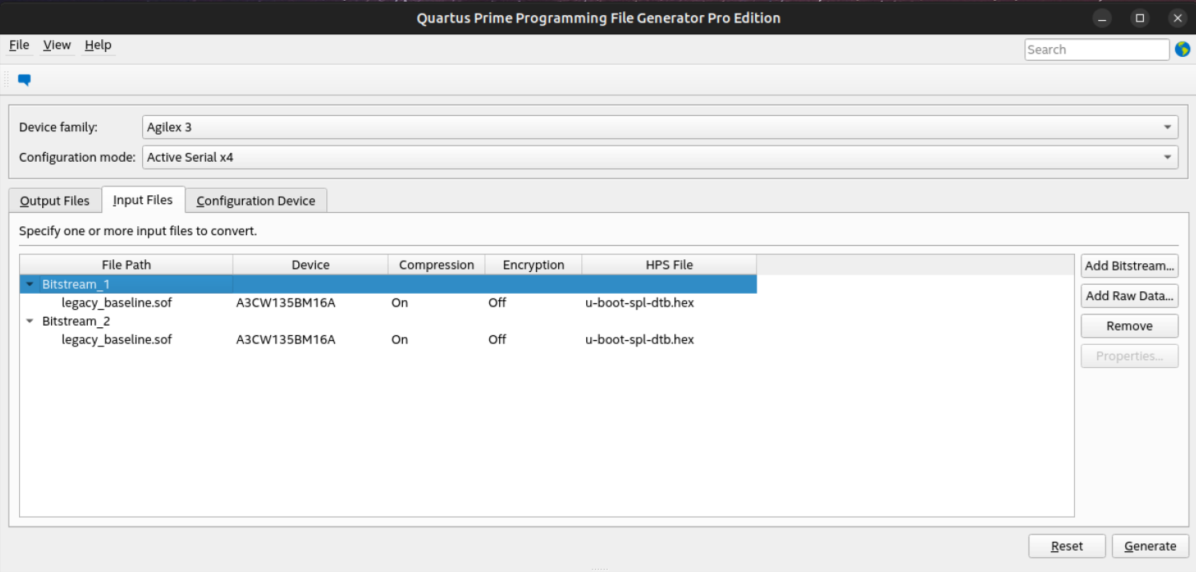 Quartus Prime Programming File Generator Pro Edition
File View Help
Search
Device family: Agilex 3
Configuration mode: Active Serial x4
Output Files Input Files Configuration Device
Specify one or more input files to convert.
File Path Device Compression Encryption HPS File
Bitstream_1
legacy_baseline.sof A3CW135BM16A On Off u-boot-spl-dtb.hex
Bitstream_2
legacy_baseline.sof A3CW135BM16A On Off u-boot-spl-dtb.hex
Add Bitstream...
Add Raw Data...
Remove
Properties...
Reset Generate